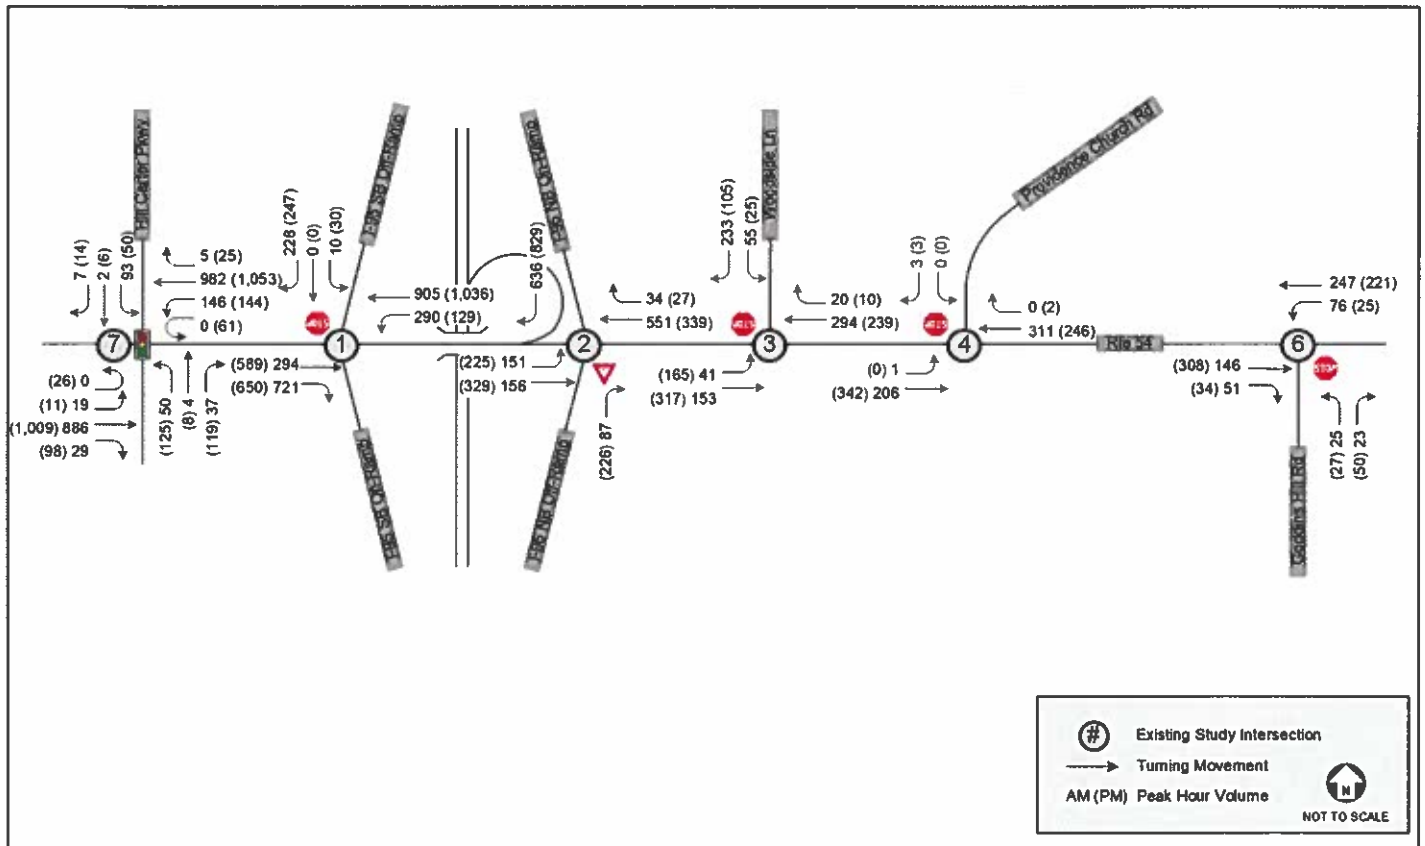 Hill Carter Pkwy
I-95 SB Off-Ramp
I-95 NB On-Ramp
Woodside Ln
Providence Church Rd
7 (14)
2 (6)
93 (50)
5 (25)
982 (1,053)
146 (144)
0 (61)
228 (247)
0 (0)
10 (30)
905 (1,036)
290 (129)
636 (829)
34 (27)
551 (339)
233 (105)
55 (25)
20 (10)
294 (239)
3 (3)
0 (0)
0 (2)
311 (246)
247 (221)
76 (25)
7
STOP
1
2
STOP
3
STOP
4
Rte 54
6
STOP
(26) 0
(11) 19
(1,009) 886
(98) 29
(125) 50
(8) 4
(119) 37
(589) 294
(650) 721
(225) 151
(329) 156
(226) 87
(165) 41
(317) 153
(0) 1
(342) 206
(308) 146
(34) 51
(27) 25
(50) 23
I-95 SB On-Ramp
I-95 NB Off-Ramp
Goddins Hill Rd
# Existing Study Intersection
Turning Movement
AM (PM) Peak Hour Volume
N
NOT TO SCALE